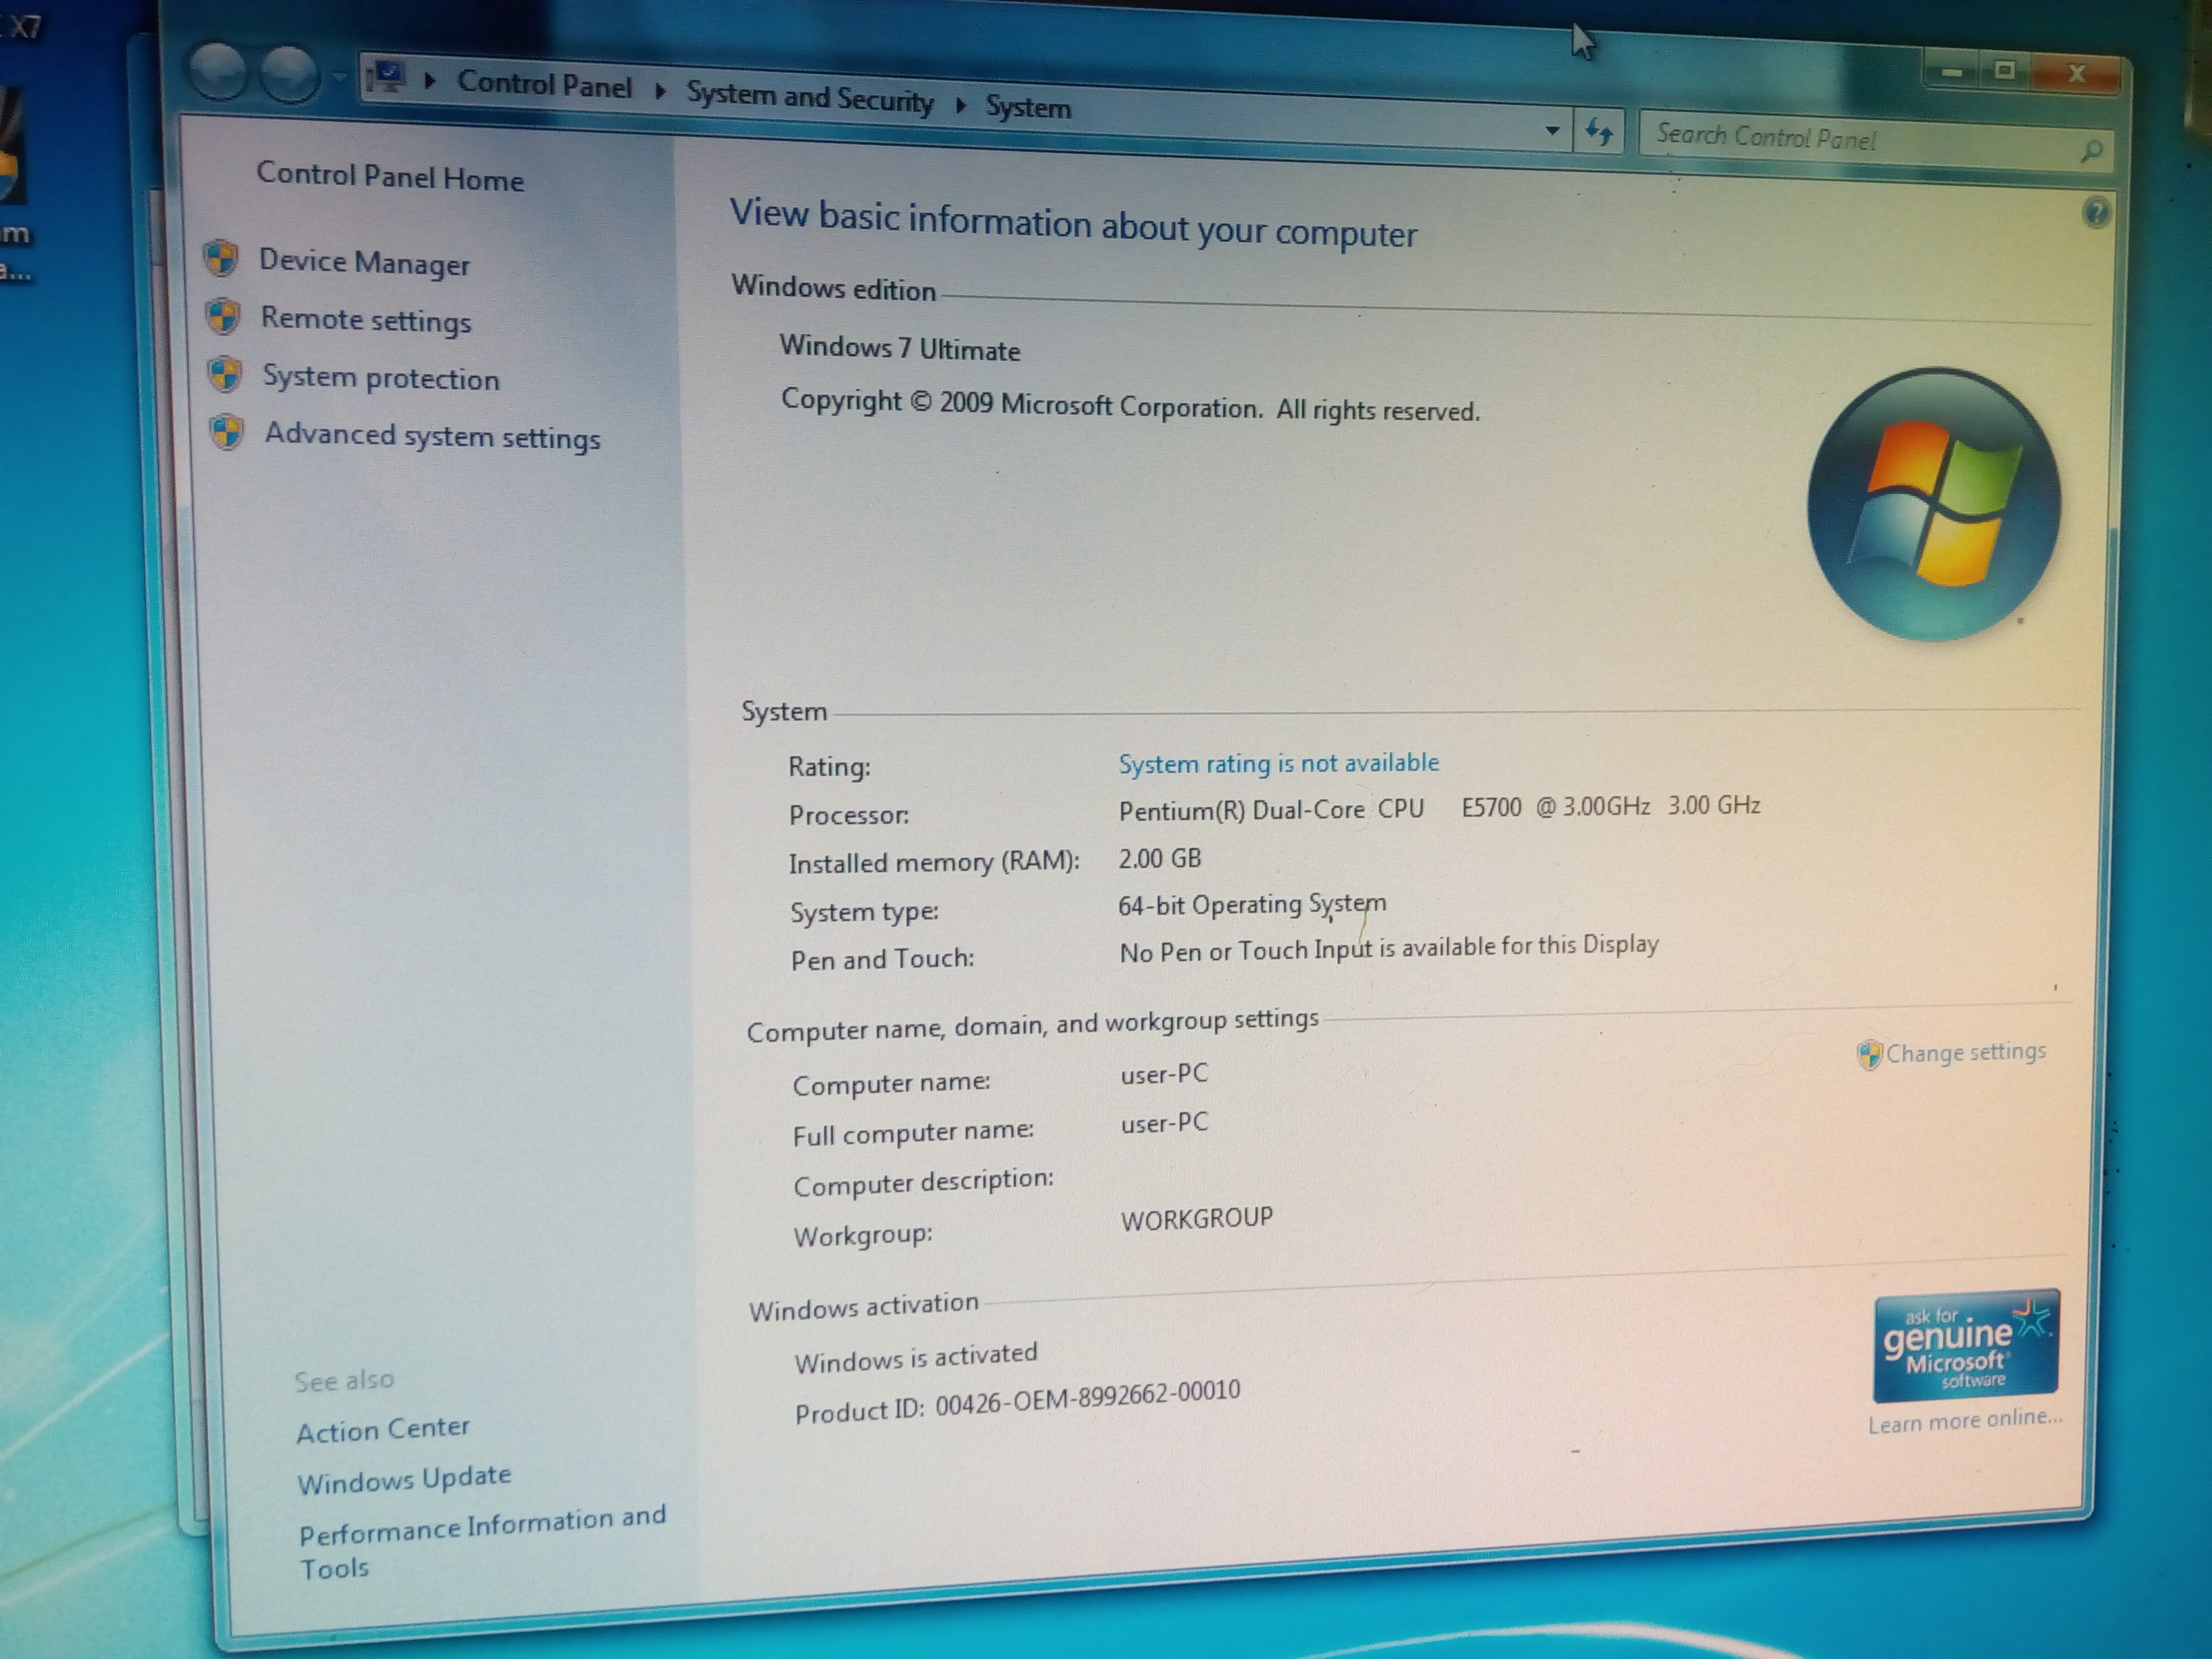 X7
m
a...
Control Panel ▸ System and Security ▸ System
Search Control Panel
Control Panel Home
Device Manager
Remote settings
System protection
Advanced system settings
View basic information about your computer
Windows edition
Windows 7 Ultimate
Copyright © 2009 Microsoft Corporation. All rights reserved.
System
Rating: System rating is not available
Processor: Pentium(R) Dual-Core CPU E5700 @ 3.00GHz 3.00 GHz
Installed memory (RAM): 2.00 GB
System type: 64-bit Operating System
Pen and Touch: No Pen or Touch Input is available for this Display
Computer name, domain, and workgroup settings
Computer name: user-PC
Change settings
Full computer name: user-PC
Computer description:
Workgroup: WORKGROUP
Windows activation
Windows is activated
Product ID: 00426-OEM-8992662-00010
ask for
genuine
Microsoft
software
Learn more online...
See also
Action Center
Windows Update
Performance Information and
Tools